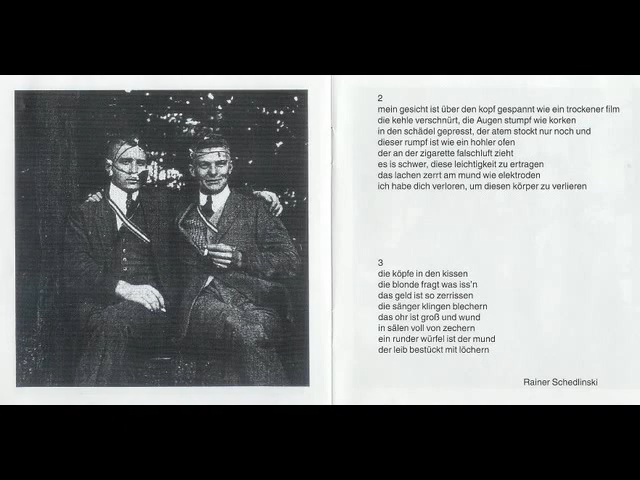 2
mein gesicht ist über den kopf gespannt wie ein trockener film
die kehle verschnürt, die Augen stumpf wie korken
in den schädel gepresst, der atem stockt nur noch und
dieser rumpf ist wie ein hohler ofen
der an der zigarette falschluft zieht
es is schwer, diese leichtigkeit zu ertragen
das lachen zerrt am mund wie elektroden
ich habe dich verloren, um diesen körper zu verlieren
3
die köpfe in den kissen
die blonde fragt was iss'n
das geld ist so zerrissen
die sänger klingen blechern
das ohr ist groß und wund
in sälen voll von zechern
ein runder würfel ist der mund
der leib bestückt mit löchern
Rainer Schedlinski